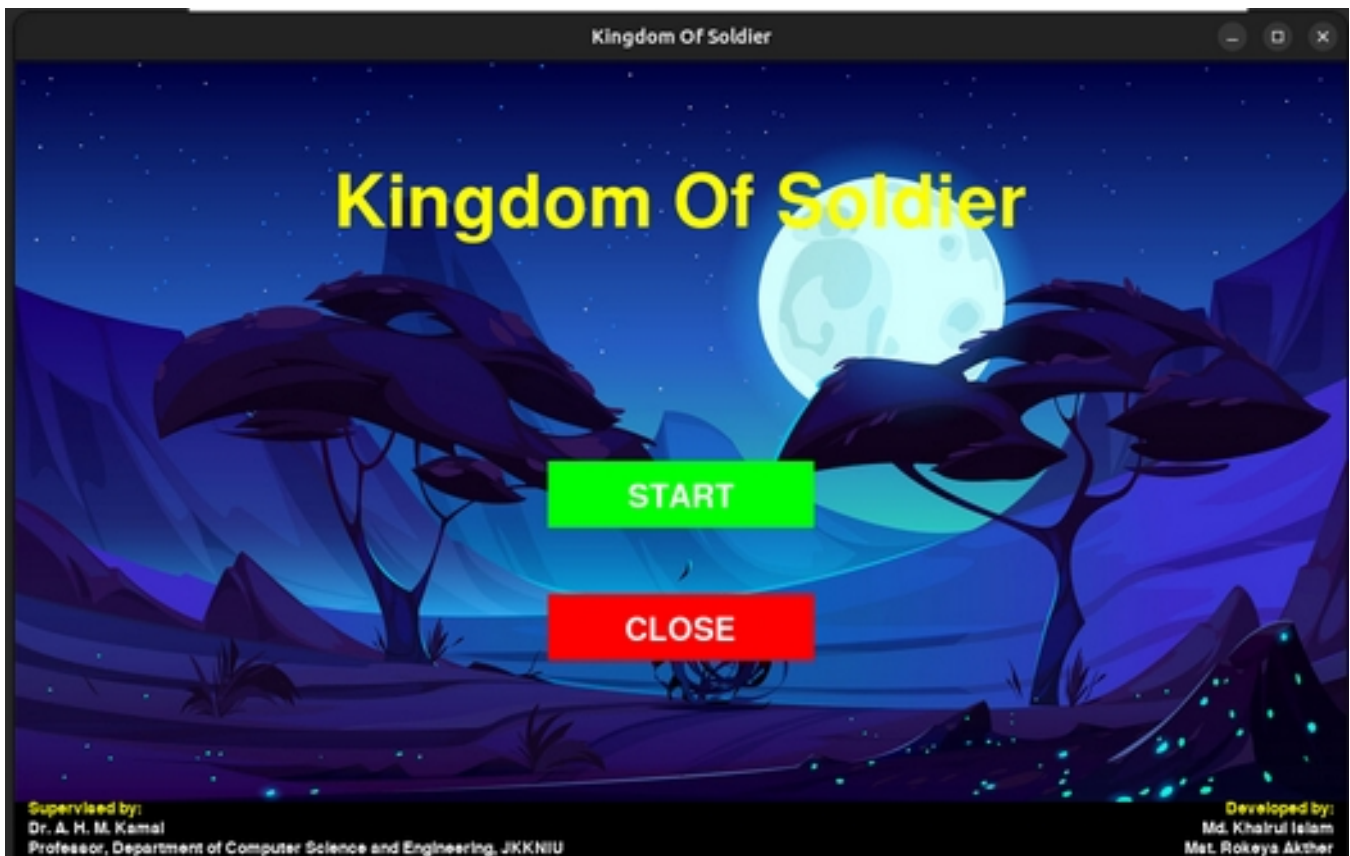 Kingdom Of Soldier
Kingdom Of Soldier
START
CLOSE
Supervised by:
Dr. A. H. M. Kamal
Professor, Department of Computer Science and Engineering, JKKNIU
Developed by:
Md. Khairul Islam
Mst. Rokeya Akther